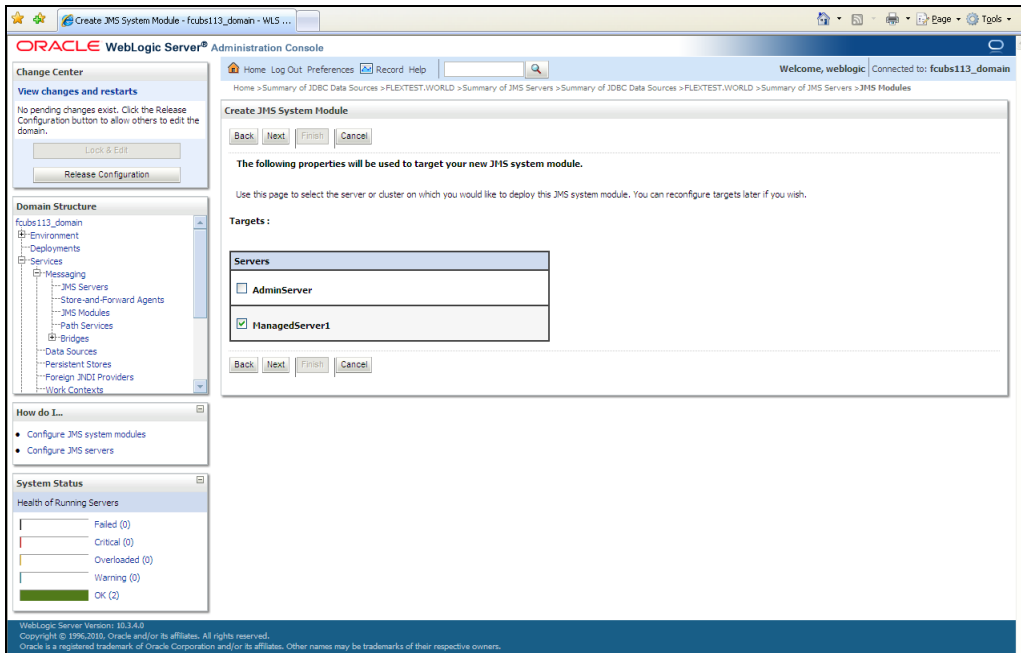 Create JMS System Module - fcubs113_domain - WLS ...
Page
Tools
ORACLE WebLogic Server® Administration Console
Change Center
View changes and restarts
No pending changes exist. Click the Release
Configuration button to allow others to edit the
domain.
Lock & Edit
Release Configuration
Domain Structure
fcubs113_domain
Environment
Deployments
Services
Messaging
JMS Servers
Store-and-Forward Agents
JMS Modules
Path Services
Bridges
Data Sources
Persistent Stores
Foreign JNDI Providers
Work Contexts
How do I...
Configure JMS system modules
Configure JMS servers
System Status
Health of Running Servers
Failed (0)
Critical (0)
Overloaded (0)
Warning (0)
OK (2)
Home Log Out Preferences Record Help
Welcome, weblogic Connected to: fcubs113_domain
Home >Summary of JDBC Data Sources >FLEXTEST.WORLD >Summary of JMS Servers >Summary of JDBC Data Sources >FLEXTEST.WORLD >Summary of JMS Servers >JMS Modules
Create JMS System Module
Back Next Finish Cancel
The following properties will be used to target your new JMS system module.
Use this page to select the server or cluster on which you would like to deploy this JMS system module. You can reconfigure targets later if you wish.
Targets :
Servers
AdminServer
ManagedServer1
Back Next Finish Cancel
WebLogic Server Version: 10.3.4.0
Copyright © 1996,2010, Oracle and/or its affiliates. All rights reserved.
Oracle is a registered trademark of Oracle Corporation and/or its affiliates. Other names may be trademarks of their respective owners.